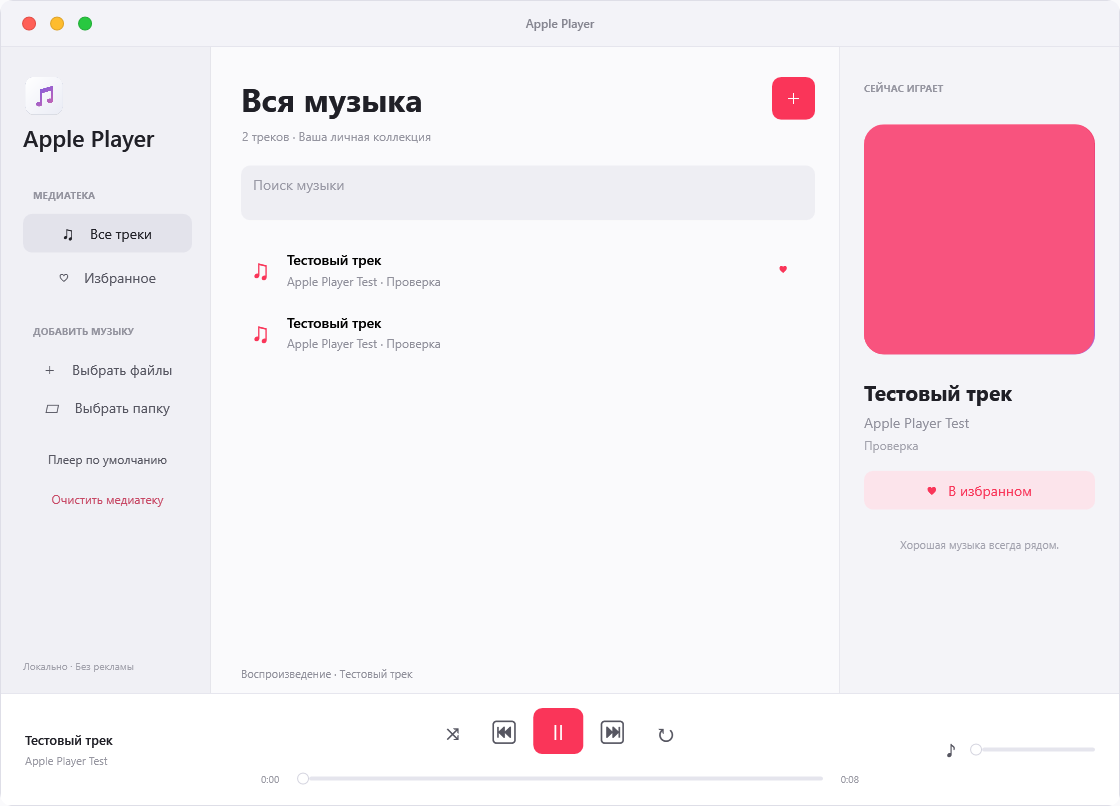 Apple Player
Apple Player
МЕДИАТЕКА
Все треки
Избранное
ДОБАВИТЬ МУЗЫКУ
+ Выбрать файлы
Выбрать папку
Плеер по умолчанию
Очистить медиатеку
Локально · Без рекламы
Вся музыка
+
2 треков · Ваша личная коллекция
Поиск музыки
Тестовый трек
Apple Player Test · Проверка
Тестовый трек
Apple Player Test · Проверка
Воспроизведение · Тестовый трек
СЕЙЧАС ИГРАЕТ
Тестовый трек
Apple Player Test
Проверка
В избранном
Хорошая музыка всегда рядом.
Тестовый трек
Apple Player Test
0:00
0:08